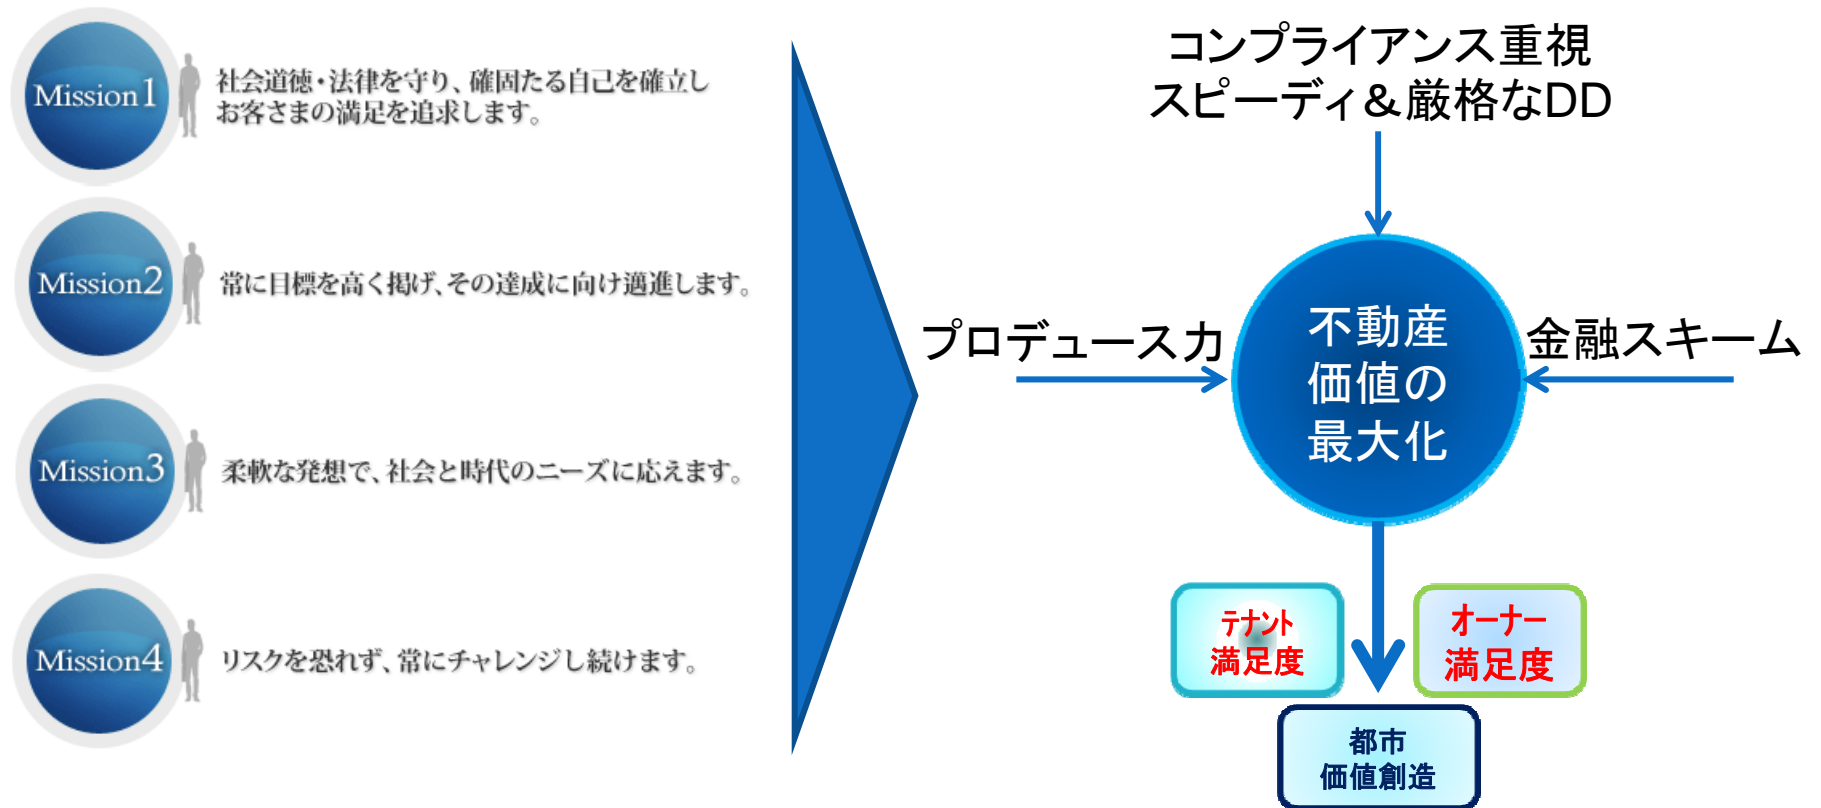 Mission1
社会道徳・法律を守り、確固たる自己を確立し
お客さまの満足を追求します。
Mission2
常に目標を高く掲げ、その達成に向け邁進します。
Mission3
柔軟な発想で、社会と時代のニーズに応えます。
Mission4
リスクを恐れず、常にチャレンジし続けます。
コンプライアンス重視
スピーディ＆厳格なDD
プロデュース力
不動産
価値の
最大化
金融スキーム
テナント
満足度
オーナー
満足度
都市
価値創造